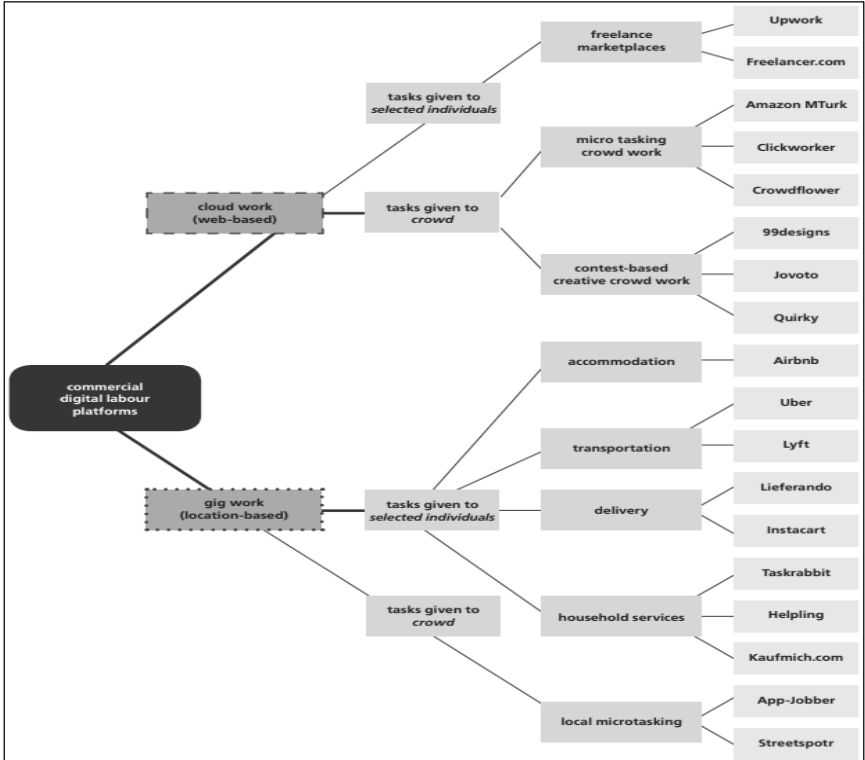 commercial
digital labour
platforms
cloud work
(web-based)
tasks given to
selected individuals
freelance
marketplaces
Upwork
Freelancer.com
tasks given to
crowd
micro tasking
crowd work
Amazon MTurk
Clickworker
Crowdflower
contest-based
creative crowd work
99designs
Jovoto
Quirky
gig work
(location-based)
tasks given to
selected individuals
accommodation
Airbnb
transportation
Uber
Lyft
delivery
Lieferando
Instacart
household services
Taskrabbit
Helpling
Kaufmich.com
tasks given to
crowd
local microtasking
App-Jobber
Streetspotr